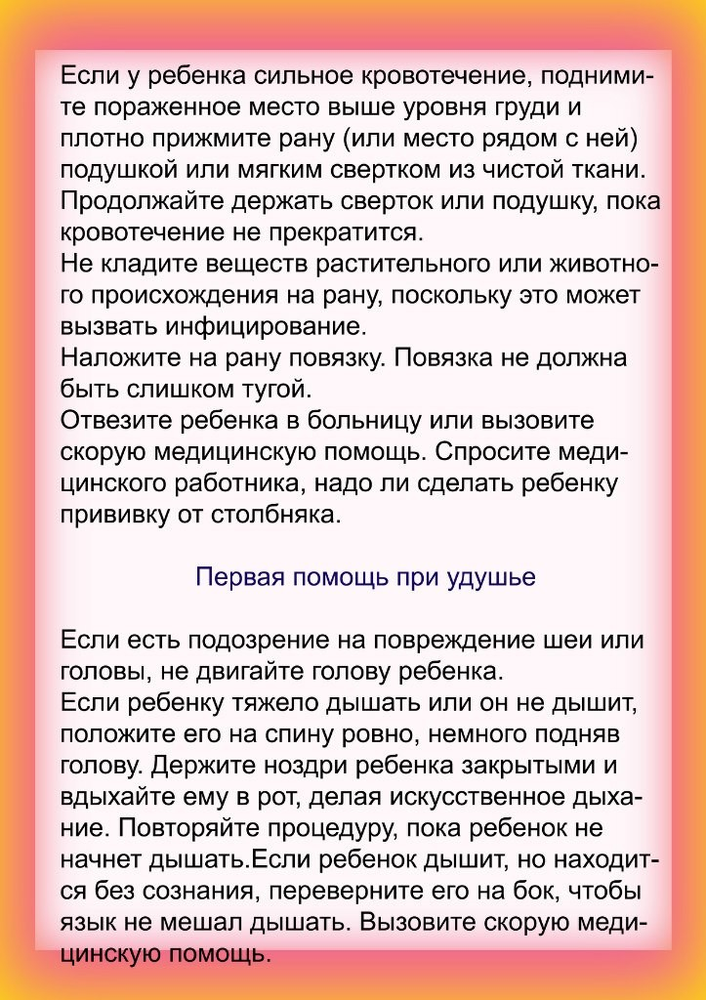 Если у ребенка сильное кровотечение, подними-
те пораженное место выше уровня груди и
плотно прижмите рану (или место рядом с ней)
подушкой или мягким свертком из чистой ткани.
Продолжайте держать сверток или подушку, пока
кровотечение не прекратится.
Не кладите веществ растительного или животно-
го происхождения на рану, поскольку это может
вызвать инфицирование.
Наложите на рану повязку. Повязка не должна
быть слишком тугой.
Отвезите ребенка в больницу или вызовите
скорую медицинскую помощь. Спросите меди-
цинского работника, надо ли сделать ребенку
прививку от столбняка.
Первая помощь при удушье
Если есть подозрение на повреждение шеи или
головы, не двигайте голову ребенка.
Если ребенку тяжело дышать или он не дышит,
положите его на спину ровно, немного подняв
голову. Держите ноздри ребенка закрытыми и
вдыхайте ему в рот, делая искусственное дыха-
ние. Повторяйте процедуру, пока ребенок не
начнет дышать.Если ребенок дышит, но находит-
ся без сознания, переверните его на бок, чтобы
язык не мешал дышать. Вызовите скорую меди-
цинскую помощь.